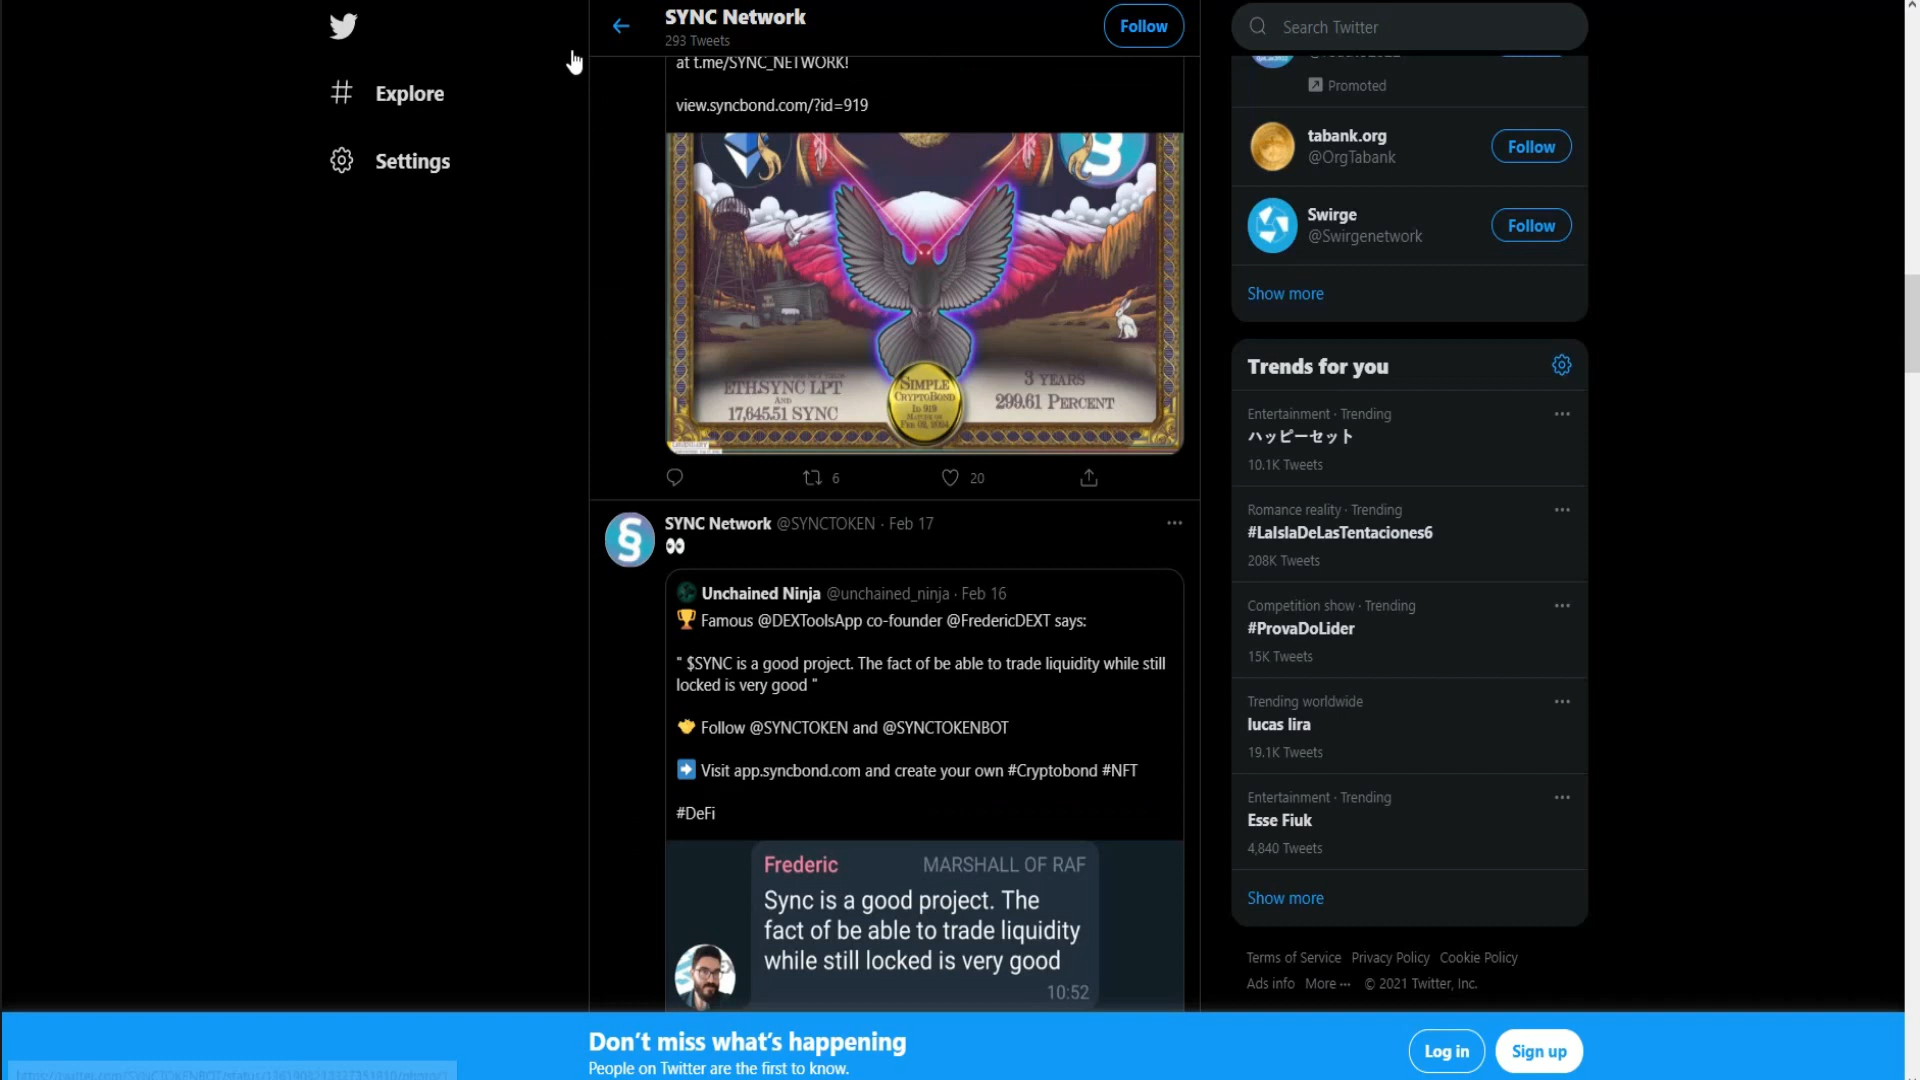 SYNC Network
293 Tweets
Follow
Search Twitter
Explore
Settings
at t.me/SYNC_NETWORK!
view.syncbond.com/?id=919
ETH.SYNC LPT
AND
17,645.51 SYNC
SIMPLE
CRYPTOBOND
ID 919
MATURE ON
FEB 02, 2024
3 YEARS
299.61 PERCENT
6
20
SYNC Network @SYNCTOKEN · Feb 17
Unchained Ninja @unchained_ninja · Feb 16
Famous @DEXToolsApp co-founder @FredericDEXT says:
" $SYNC is a good project. The fact of be able to trade liquidity while still
locked is very good "
Follow @SYNCTOKEN and @SYNCTOKENBOT
Visit app.syncbond.com and create your own #Cryptobond #NFT
#DeFi
Frederic MARSHALL OF RAF
Sync is a good project. The
fact of be able to trade liquidity
while still locked is very good
10:52
Promoted
tabank.org
@OrgTabank
Follow
Swirge
@Swirgenetwork
Follow
Show more
Trends for you
Entertainment · Trending
ハッピーセット
10.1K Tweets
Romance reality · Trending
#LaIslaDeLasTentaciones6
208K Tweets
Competition show · Trending
#ProvaDoLider
15K Tweets
Trending worldwide
lucas lira
19.1K Tweets
Entertainment · Trending
Esse Fiuk
4,840 Tweets
Show more
Terms of Service Privacy Policy Cookie Policy
Ads info More ··· © 2021 Twitter, Inc.
Don't miss what's happening
People on Twitter are the first to know.
Log in
Sign up